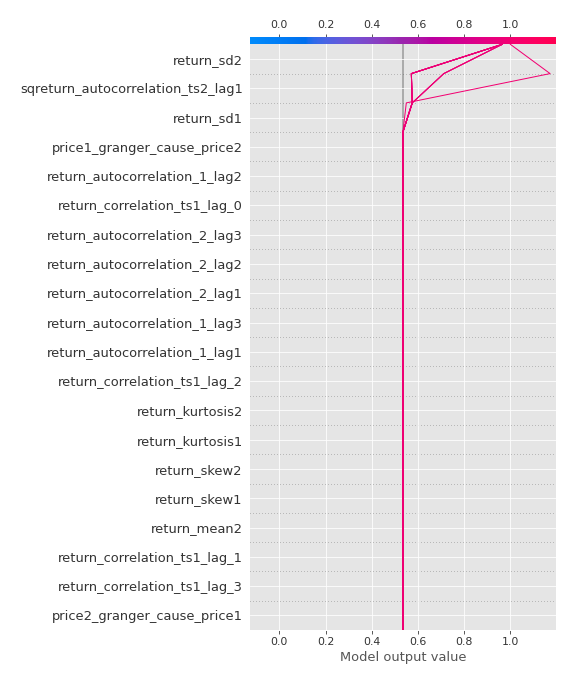 0.0 0.2 0.4 0.6 0.8 1.0
return_sd2
sqreturn_autocorrelation_ts2_lag1
return_sd1
price1_granger_cause_price2
return_autocorrelation_1_lag2
return_correlation_ts1_lag_0
return_autocorrelation_2_lag3
return_autocorrelation_2_lag2
return_autocorrelation_2_lag1
return_autocorrelation_1_lag3
return_autocorrelation_1_lag1
return_correlation_ts1_lag_2
return_kurtosis2
return_kurtosis1
return_skew2
return_skew1
return_mean2
return_correlation_ts1_lag_1
return_correlation_ts1_lag_3
price2_granger_cause_price1
0.0 0.2 0.4 0.6 0.8 1.0
Model output value